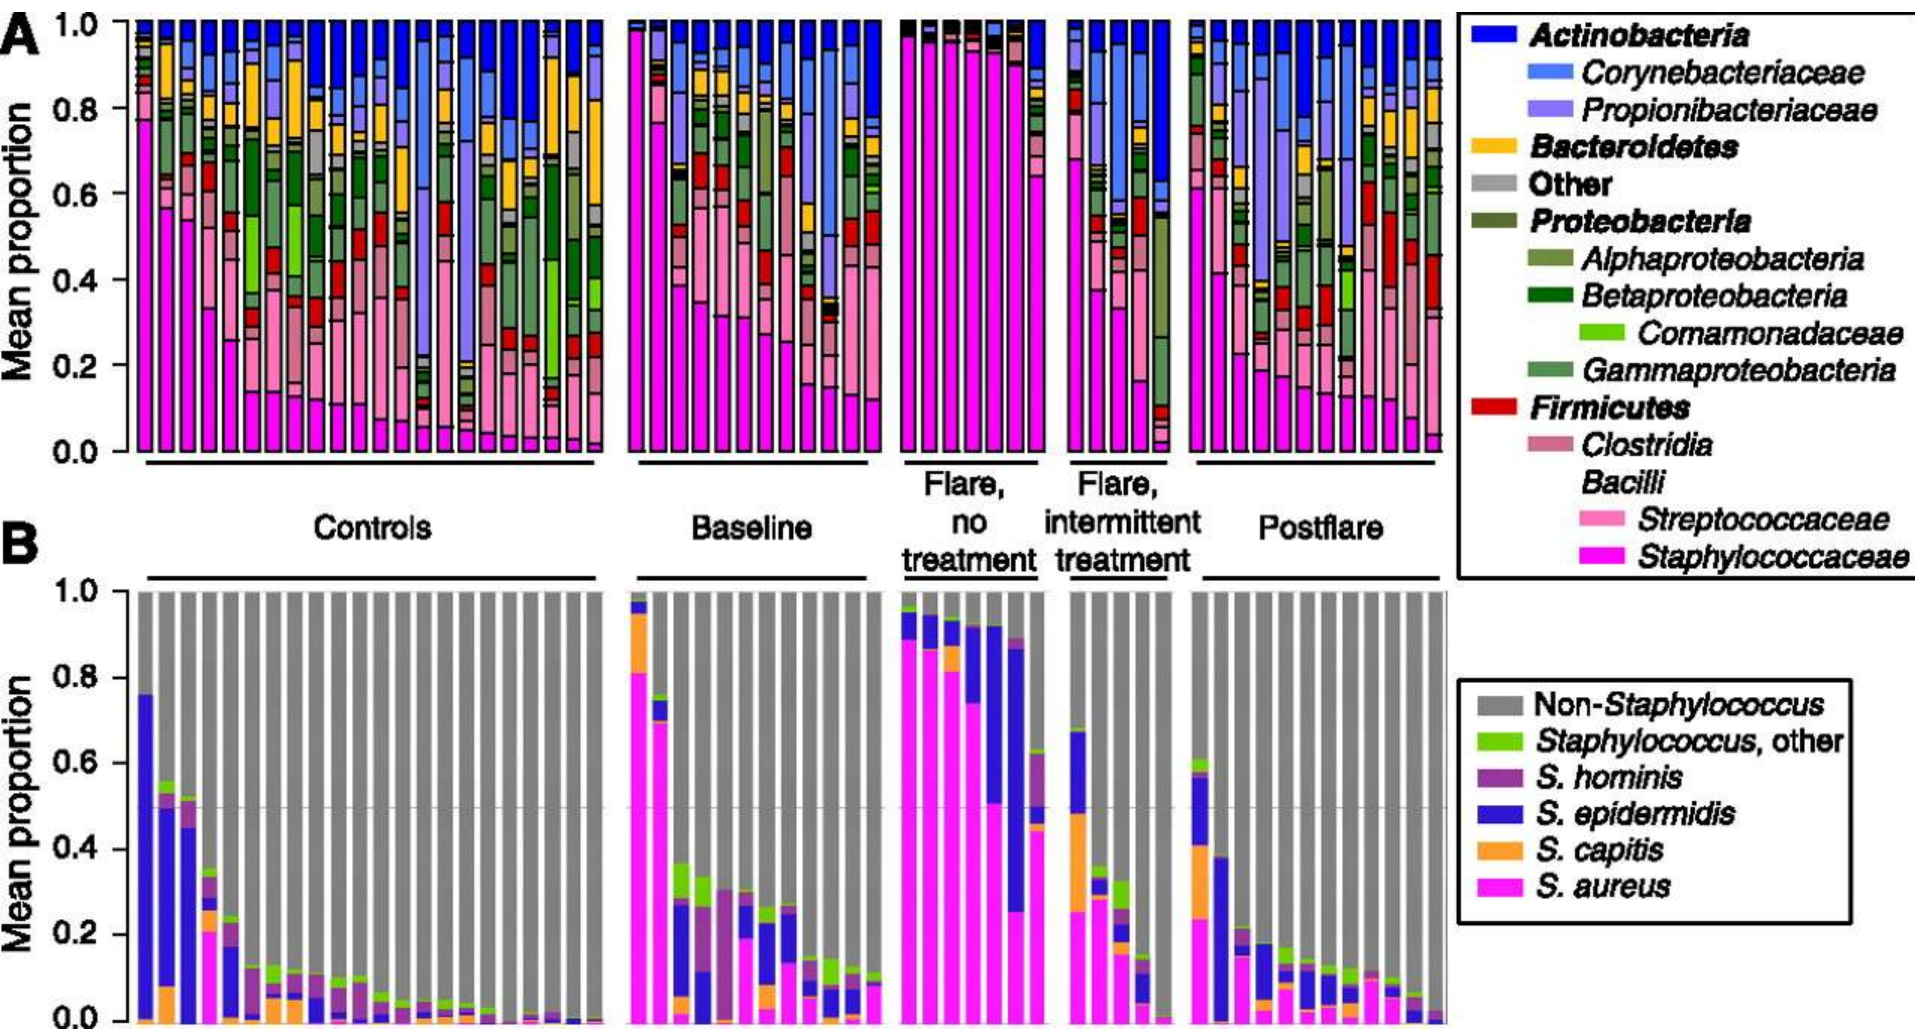 A
Mean proportion
1.0
0.8
0.6
0.4
0.2
0.0
Controls
Baseline
Flare,
no
treatment
Flare,
intermittent
treatment
Postflare
Actinobacteria
Corynebacteriaceae
Propionibacteriaceae
Bacteroidetes
Other
Proteobacteria
Alphaproteobacteria
Betaproteobacteria
Comamonadaceae
Gammaproteobacteria
Firmicutes
Clostridia
Bacilli
Streptococcaceae
Staphylococcaceae
B
Mean proportion
1.0
0.8
0.6
0.4
0.2
0.0
Non-Staphylococcus
Staphylococcus, other
S. hominis
S. epidermidis
S. capitis
S. aureus